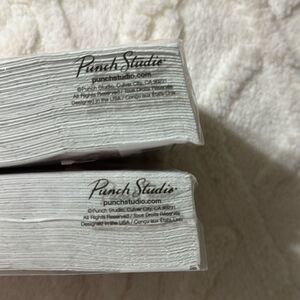 Punch Studio®
punchstudio.com
©Punch Studio, Culver City, CA 90231
All Rights Reserved / Tous Droits Réservés
Designed in the USA / Conçu aux États-Unis
Punch Studio®
punchstudio.com
©Punch Studio, Culver City, CA 90231
All Rights Reserved / Tous Droits Réservés
Designed in the USA / Conçu aux États-Unis